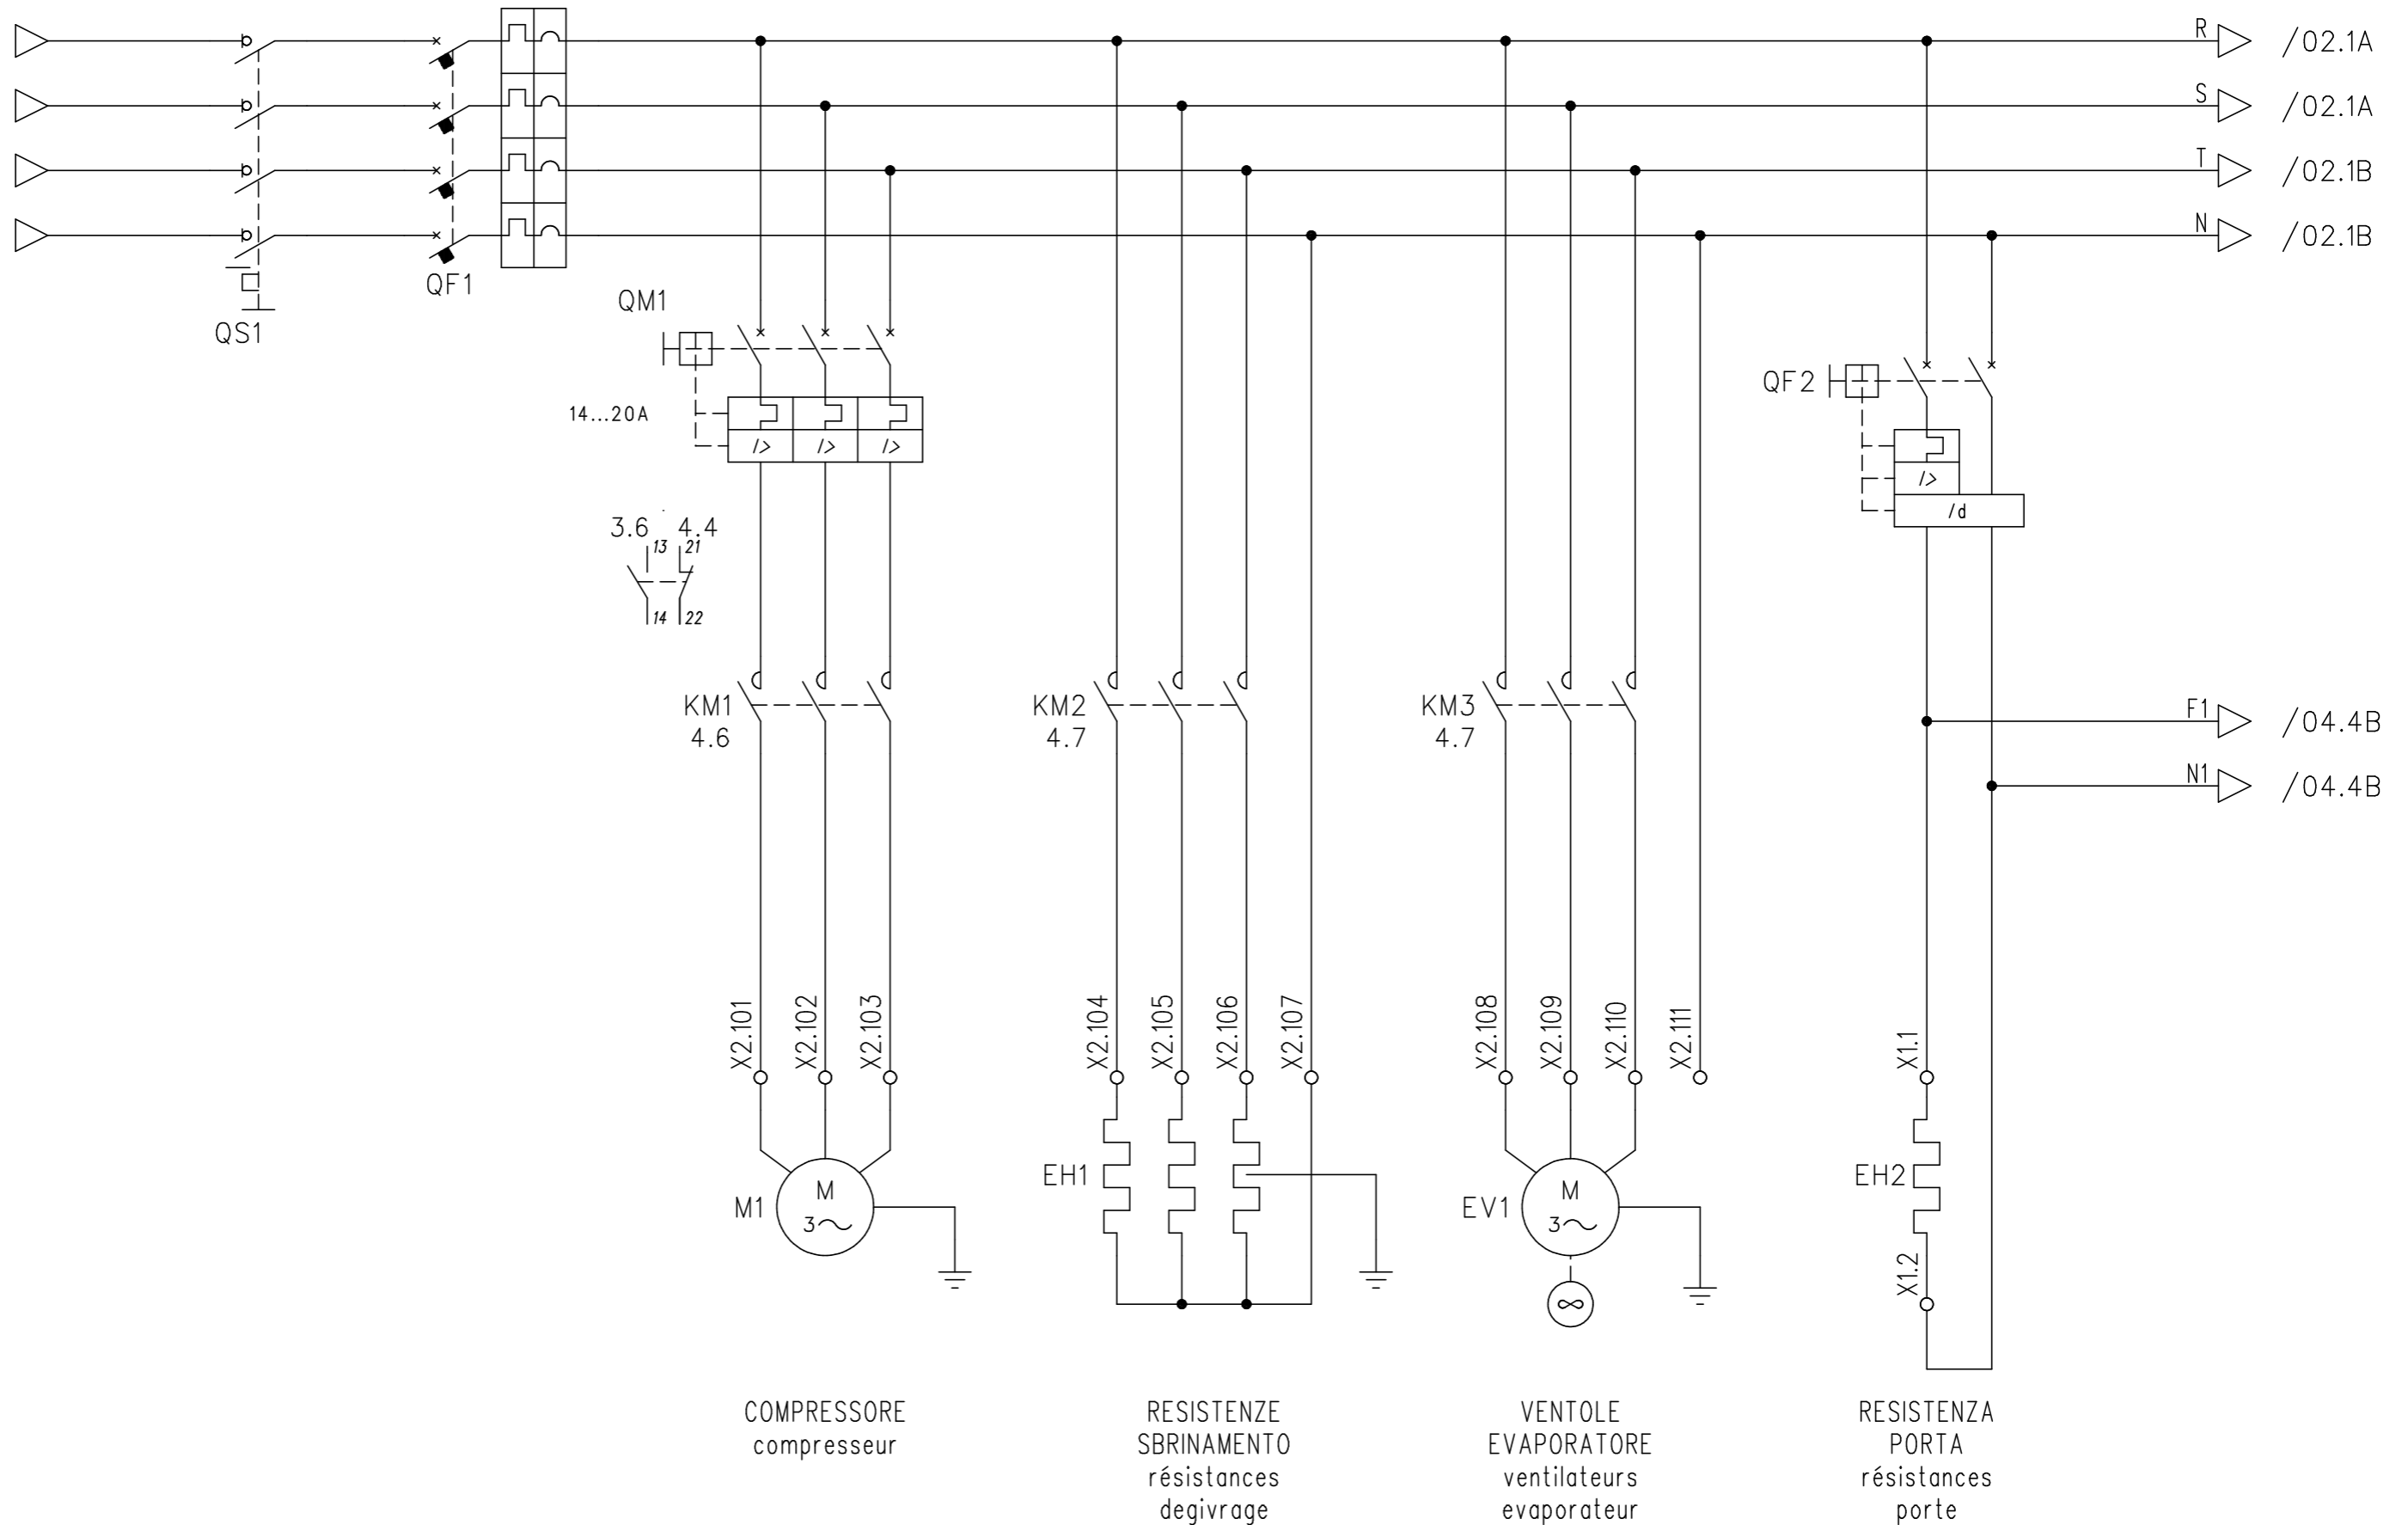 R /02.1A
S /02.1A
T /02.1B
N /02.1B
QS1
QF1
QM1
14...20A
/> /> />
QF2
/>
/d
3.6 4.4
13 21
14 22
KM1
4.6
KM2
4.7
KM3
4.7
F1 /04.4B
N1 /04.4B
X2.101
X2.102
X2.103
X2.104
X2.105
X2.106
X2.107
X2.108
X2.109
X2.110
X2.111
X1.1
M1
M
3~
EH1
EV1
M
3~
EH2
X1.2
COMPRESSORE
compresseur
RESISTENZE
SBRINAMENTO
résistances
degivrage
VENTOLE
EVAPORATORE
ventilateurs
evaporateur
RESISTENZA
PORTA
résistances
porte